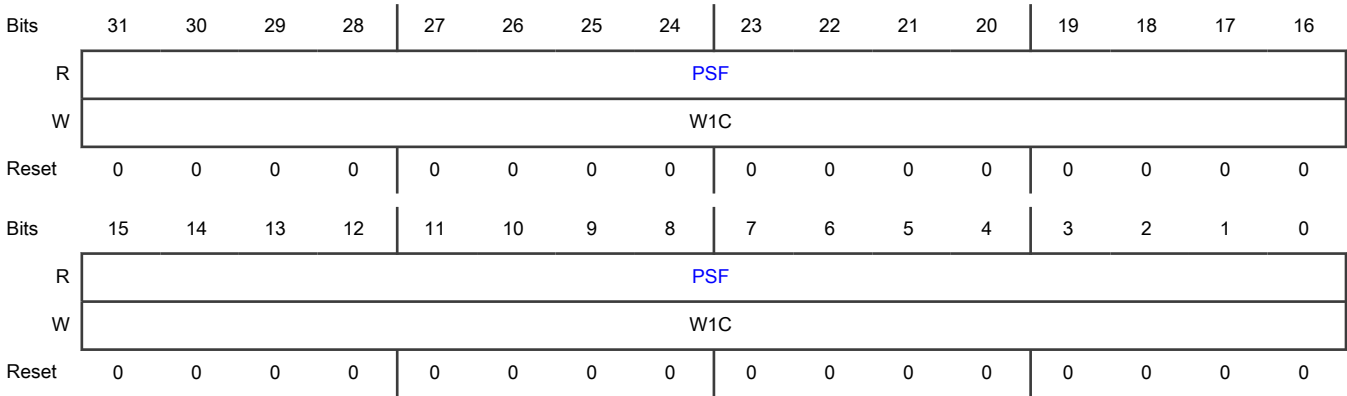 Bits 31 30 29 28 27 26 25 24 23 22 21 20 19 18 17 16
R PSF
W W1C
Reset 0 0 0 0 0 0 0 0 0 0 0 0 0 0 0 0
Bits 15 14 13 12 11 10 9 8 7 6 5 4 3 2 1 0
R PSF
W W1C
Reset 0 0 0 0 0 0 0 0 0 0 0 0 0 0 0 0